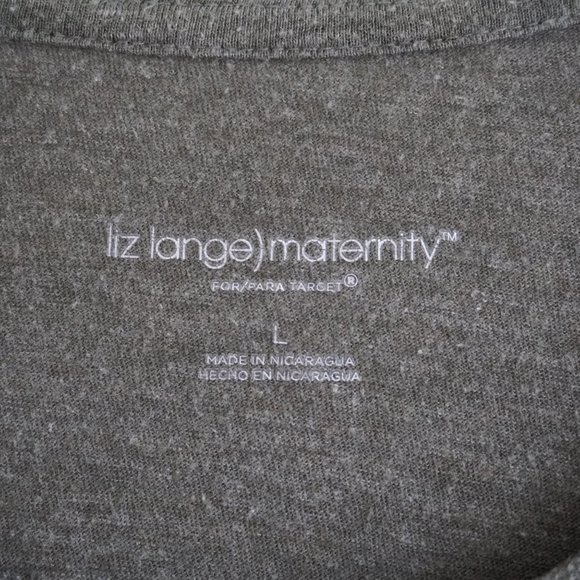 liz lange)maternity™
FOR/PARA TARGET®
L
MADE IN NICARAGUA
HECHO EN NICARAGUA